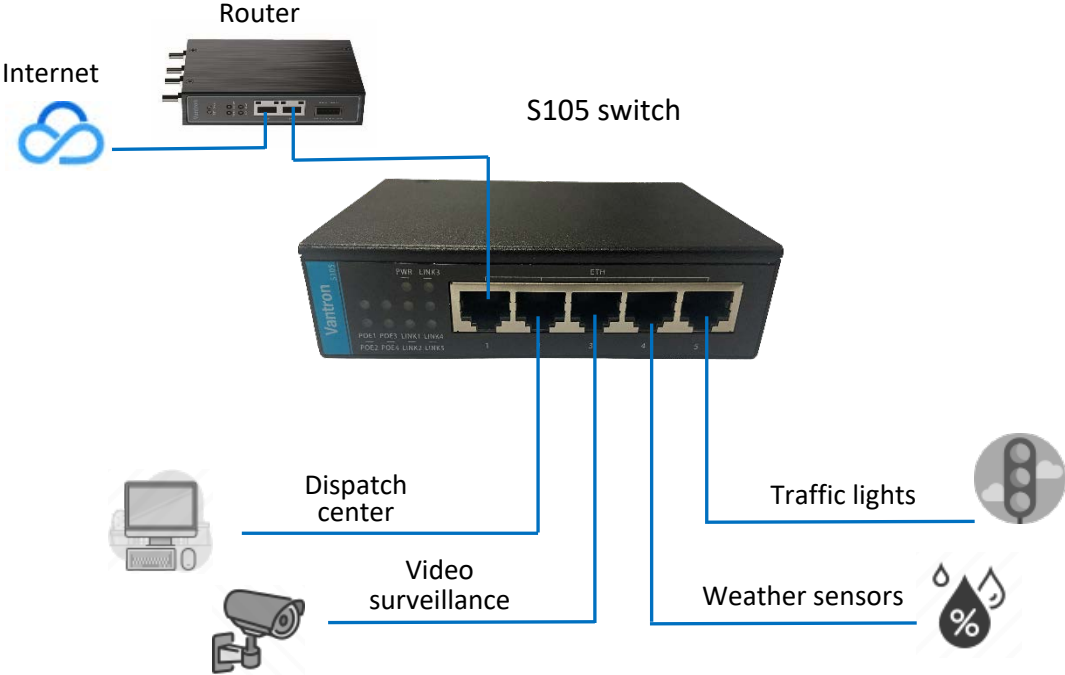 Router
Internet
S105 switch
PWR LINK3
ETH
Vantron S105
POE1 POE3 LINK1 LINK4
POE2 POE4 LINK2 LINK5
1 3 4 5
Dispatch
center
Traffic lights
Video
surveillance
Weather sensors
%